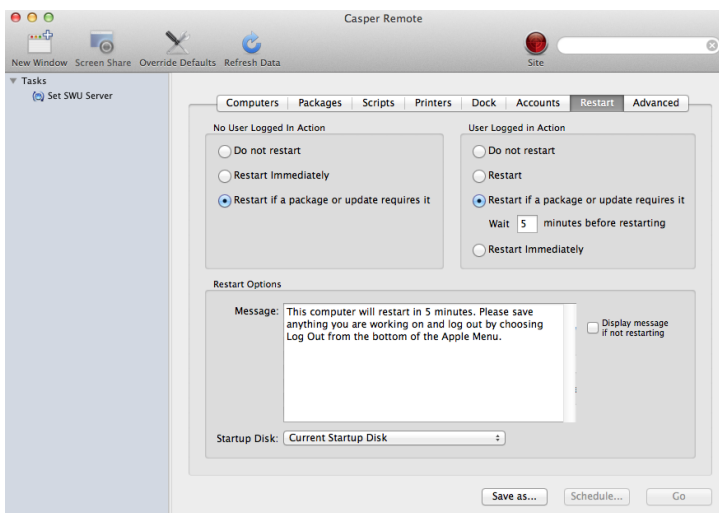 Casper Remote
New Window Screen Share Override Defaults Refresh Data Site
Tasks
Set SWU Server
Computers Packages Scripts Printers Dock Accounts Restart Advanced
No User Logged In Action
Do not restart
Restart Immediately
Restart if a package or update requires it
User Logged in Action
Do not restart
Restart
Restart if a package or update requires it
Wait 5 minutes before restarting
Restart Immediately
Restart Options
Message: This computer will restart in 5 minutes. Please save
anything you are working on and log out by choosing
Log Out from the bottom of the Apple Menu.
Display message
if not restarting
Startup Disk: Current Startup Disk
Save as... Schedule... Go